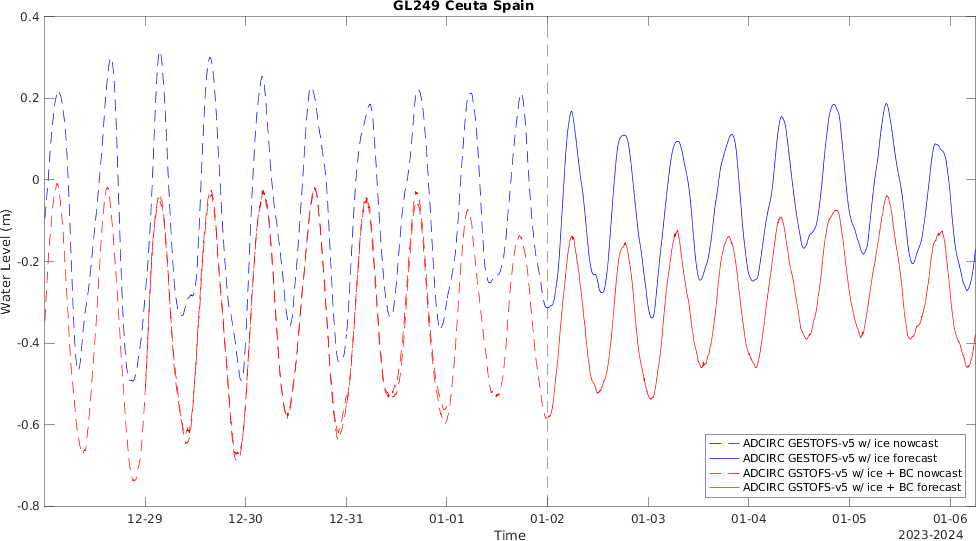 GL249 Ceuta Spain
0.4
0.2
0
-0.2
-0.4
-0.6
-0.8
Water Level (m)
12-29
12-30
12-31
01-01
01-02
01-03
01-04
01-05
01-06
Time
2023-2024
ADCIRC GESTOFS-v5 w/ ice nowcast
ADCIRC GESTOFS-v5 w/ ice forecast
ADCIRC GSTOFS-v5 w/ ice + BC nowcast
ADCIRC GSTOFS-v5 w/ ice + BC forecast